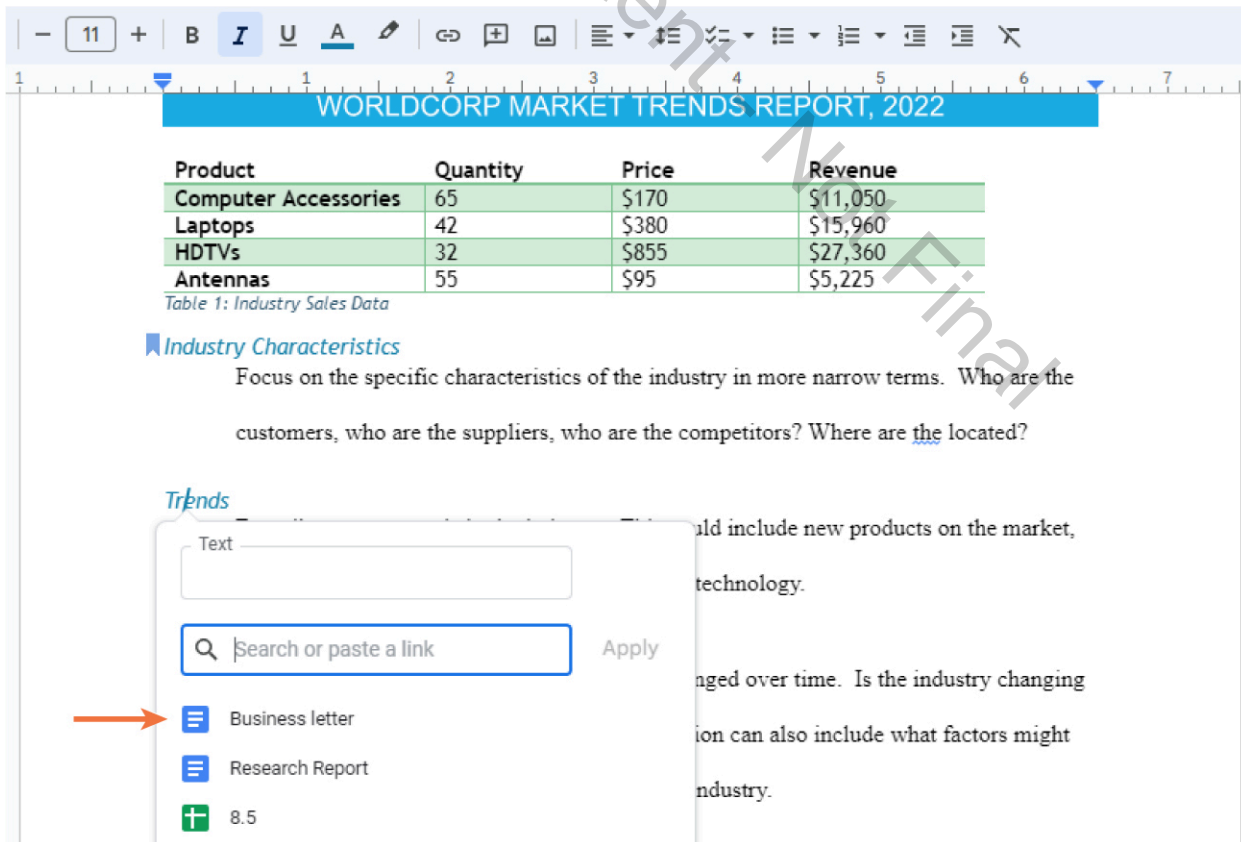 11 B I U A
1 1 2 3 4 5 6 7
WORLDCORP MARKET TRENDS REPORT, 2022
Product Quantity Price Revenue
Computer Accessories 65 $170 $11,050
Laptops 42 $380 $15,960
HDTVs 32 $855 $27,360
Antennas 55 $95 $5,225
Table 1: Industry Sales Data
Industry Characteristics
Focus on the specific characteristics of the industry in more narrow terms.  Who are the
customers, who are the suppliers, who are the competitors? Where are the located?
Trends
uld include new products on the market,
Text
technology.
Search or paste a link Apply
nged over time.  Is the industry changing
Business letter
ion can also include what factors might
Research Report
ndustry.
8.5
ent - Not Final